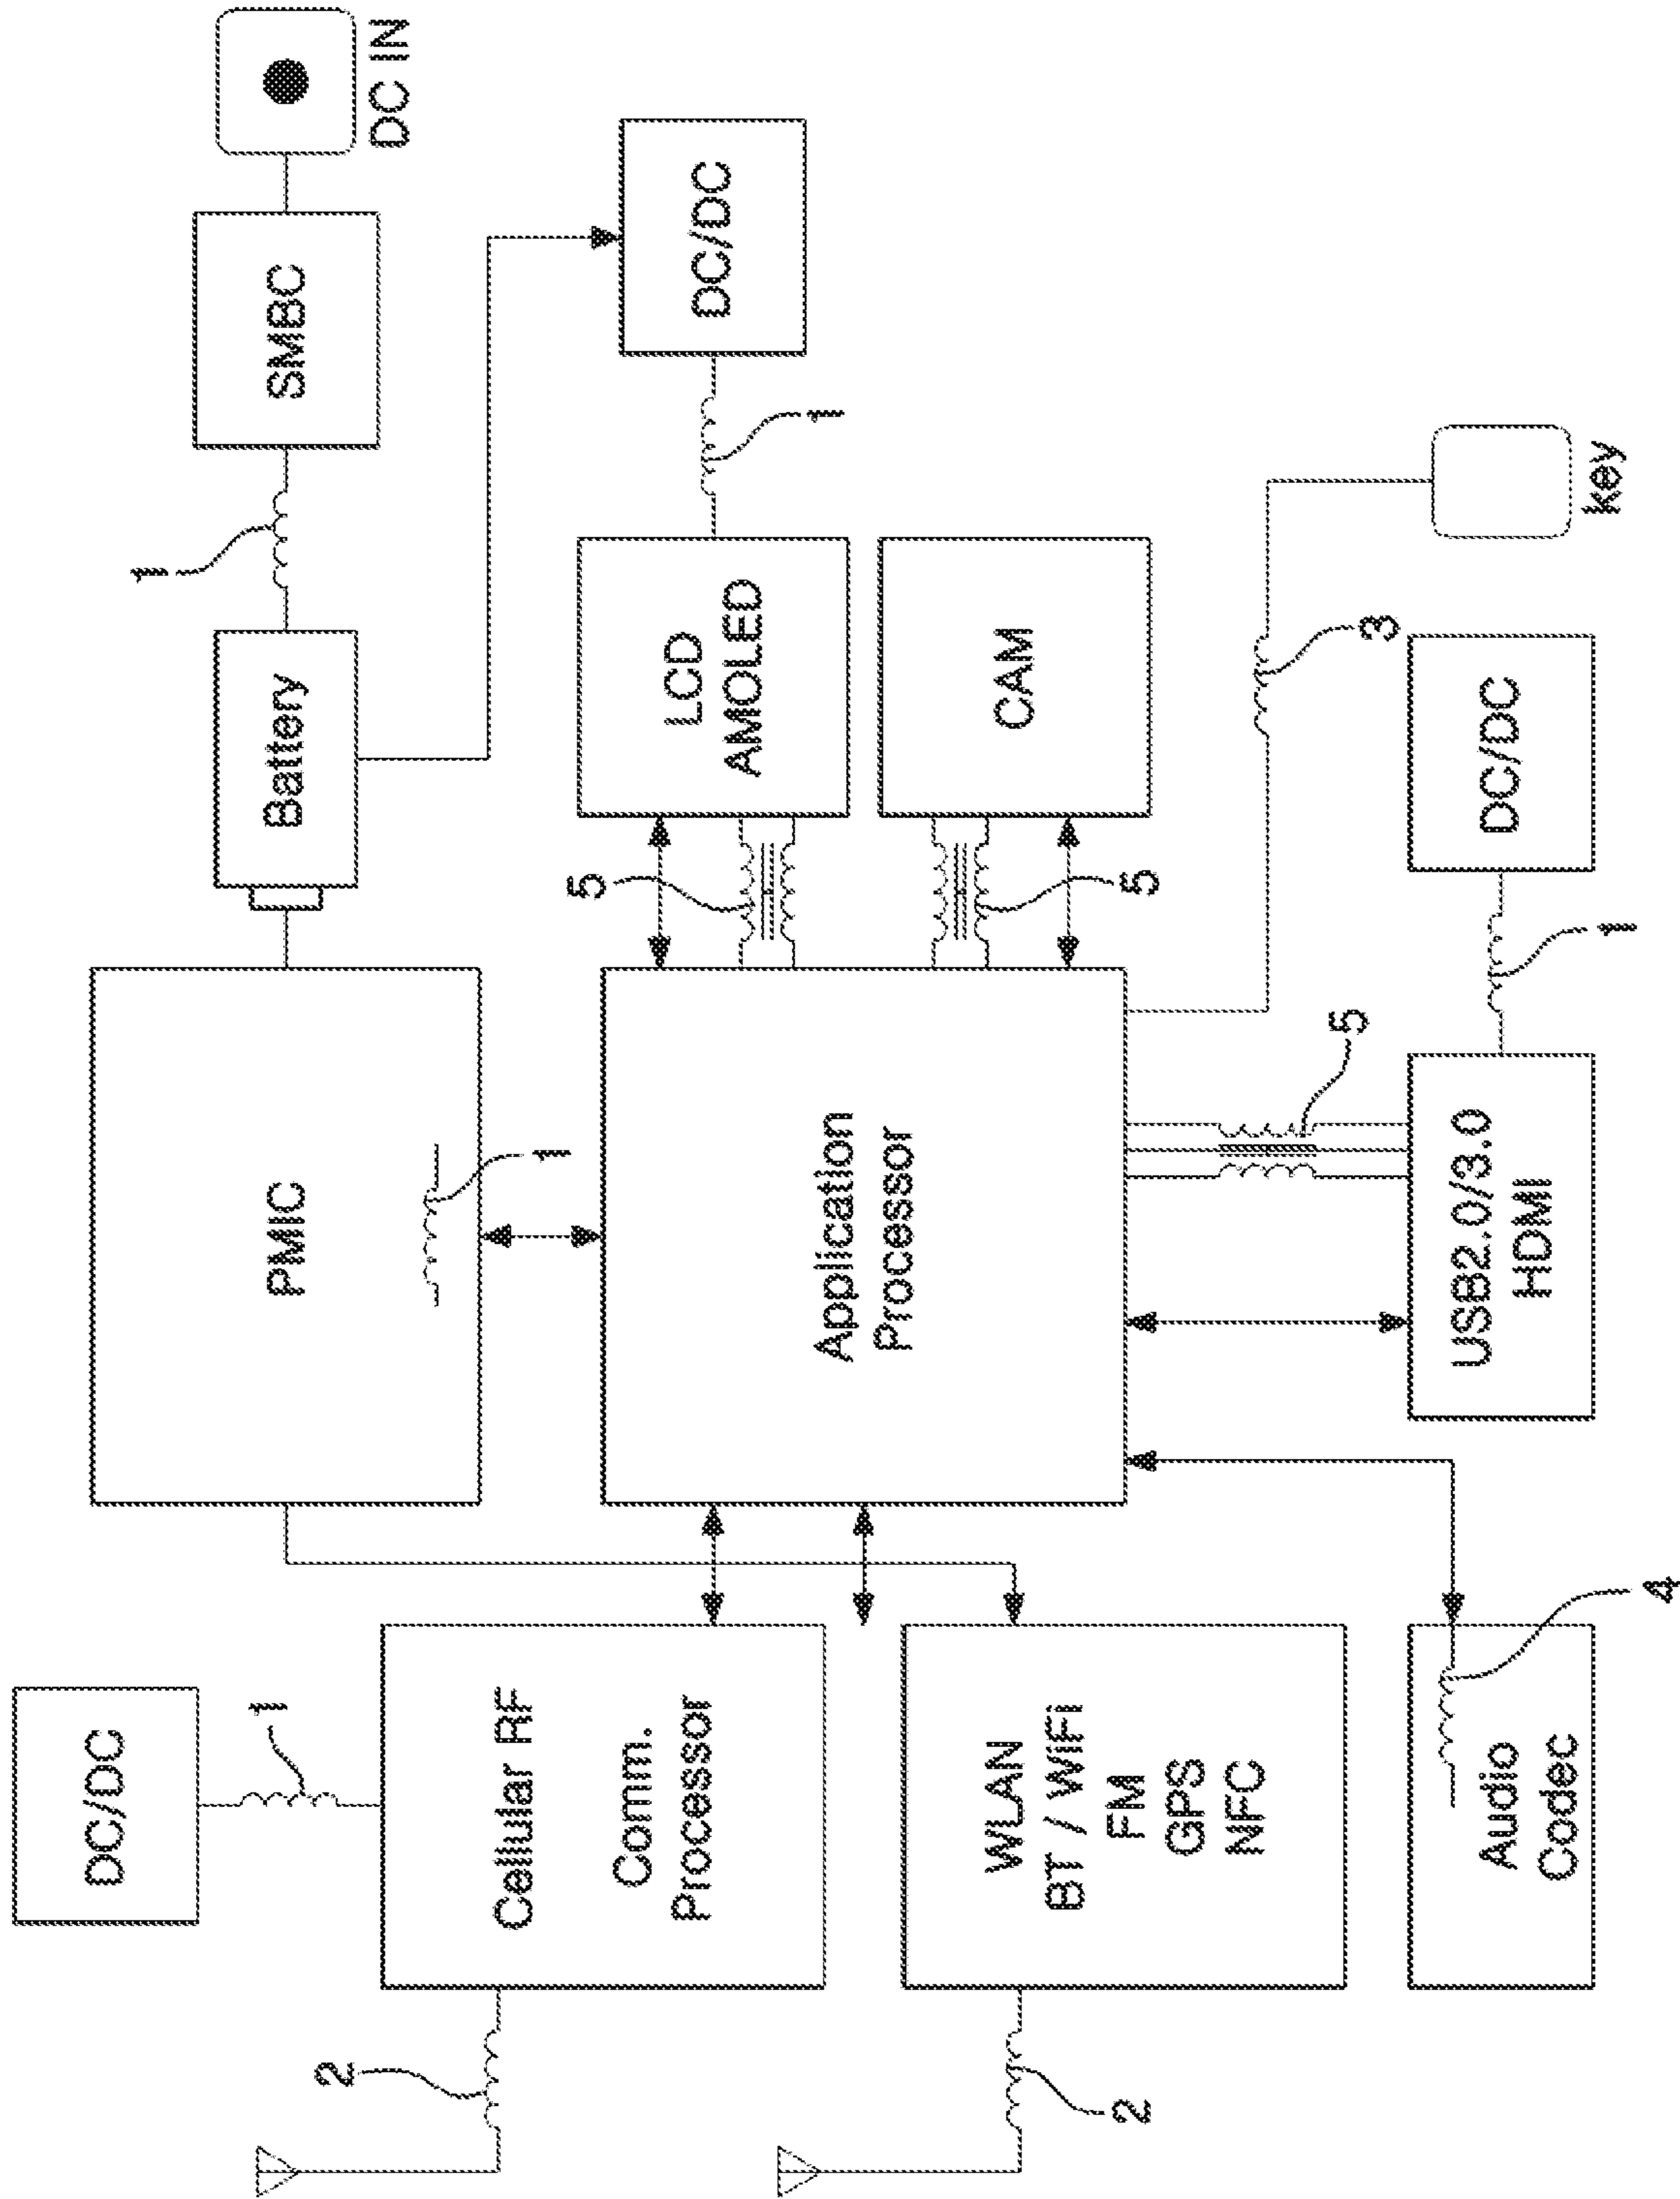 DC/DC
1
1
PMIC
Battery
SMBC
DC IN
2
1
Cellular RF
Comm.
Processor
5
LCD
AMOLED
DC/DC
1
Application
Processor
CAM
5
WLAN
BT / WiFi
FM
GPS
NFC
2
5
3
Audio
Codec
4
USB2.0/3.0
HDMI
1
DC/DC
key